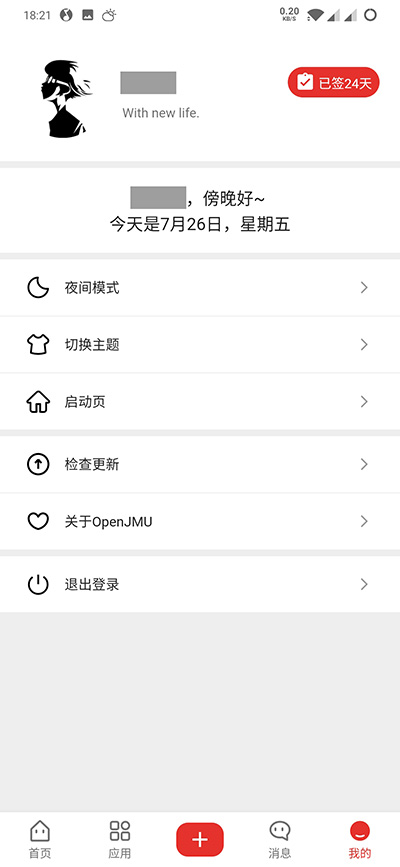 18:21
0.20
KB/S
已签24天
With new life.
，傍晚好~
今天是7月26日，星期五
夜间模式
切换主题
启动页
检查更新
关于OpenJMU
退出登录
首页
应用
消息
我的